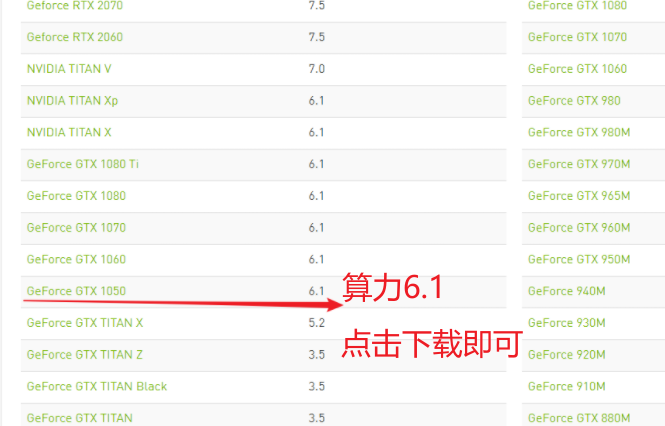 Geforce RTX 2070 7.5 GeForce GTX 1080
Geforce RTX 2060 7.5 GeForce GTX 1070
NVIDIA TITAN V 7.0 GeForce GTX 1060
NVIDIA TITAN Xp 6.1 GeForce GTX 980
NVIDIA TITAN X 6.1 GeForce GTX 980M
GeForce GTX 1080 Ti 6.1 GeForce GTX 970M
GeForce GTX 1080 6.1 GeForce GTX 965M
GeForce GTX 1070 6.1 GeForce GTX 960M
GeForce GTX 1060 6.1 GeForce GTX 950M
GeForce GTX 1050 6.1 算力6.1 GeForce 940M
GeForce GTX TITAN X 5.2 GeForce 930M
点击下载即可
GeForce GTX TITAN Z 3.5 GeForce 920M
GeForce GTX TITAN Black 3.5 GeForce 910M
GeForce GTX TITAN 3.5 GeForce GTX 880M